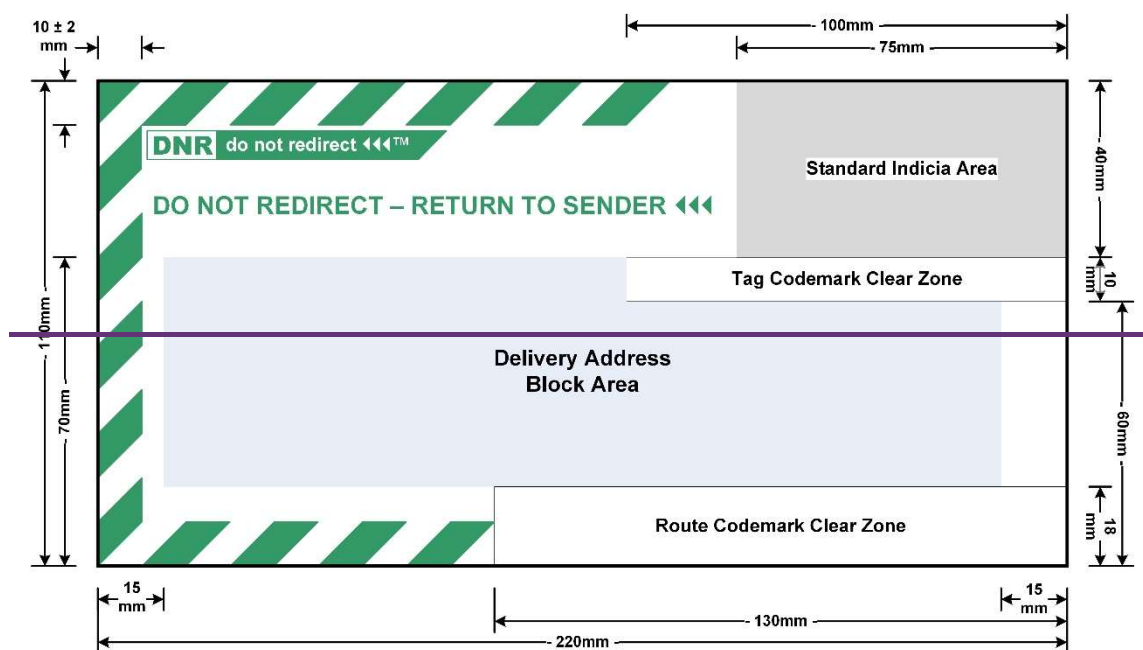 10 ± 2
mm
- 100mm -
- 75mm -
DNR do not redirect ™
DO NOT REDIRECT – RETURN TO SENDER
Standard Indicia Area
- 40mm -
Tag Codemark Clear Zone
10
mm
- 110mm -
- 70mm -
Delivery Address
Block Area
- 60mm -
Route Codemark Clear Zone
18
mm
15
mm
15
mm
- 130mm -
- 220mm -